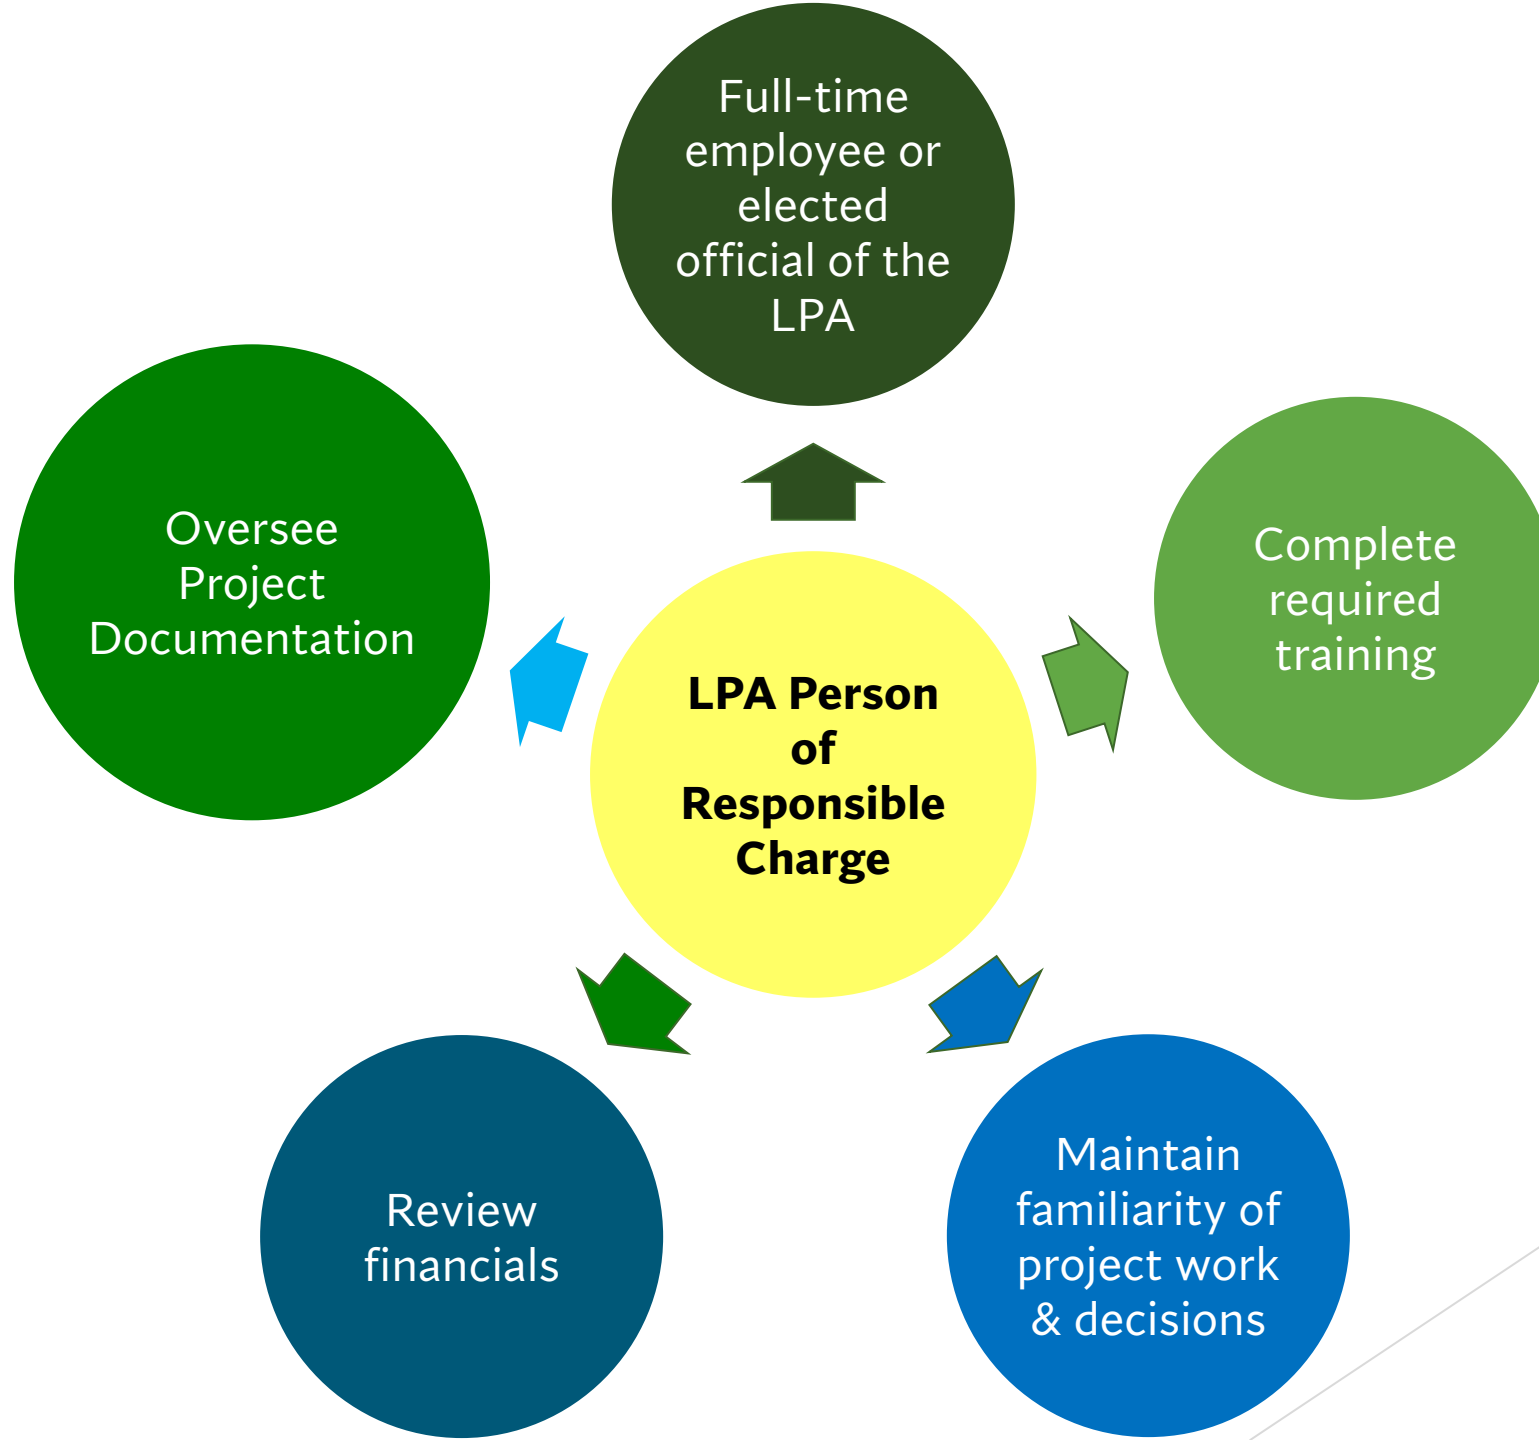 Full-time
employee or
elected
official of the
LPA
Oversee
Project
Documentation
Complete
required
training
LPA Person
of
Responsible
Charge
Review
financials
Maintain
familiarity of
project work
& decisions